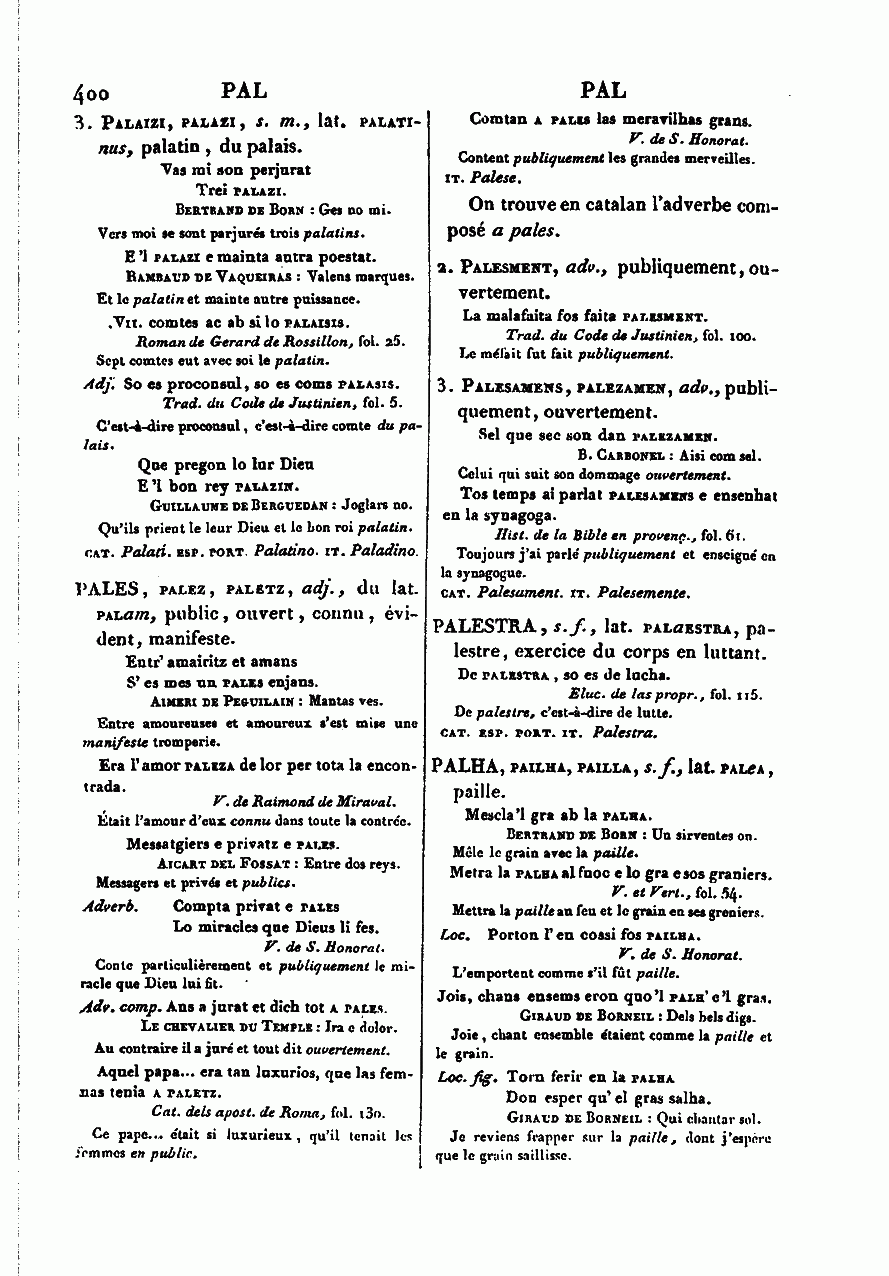 400 PAL PAL
3. PALAIZI, PALAZI, s. m., lat. PALATI-
nus, palatin, du palais.
Vas mi son perjurat
Trei PALAZI.
BERTRAND DE BORN : Ges no mi.
Vers moi se sont parjurés trois palatins.
E 'l PALAZI e mainta autra poestat.
RAMBAUD DE VAQUEIRAS : Valens marques.
Et le palatin et mainte autre puissance.
.VII. comtes ac ab si lo PALAISIS.
Roman de Gerard de Rossillon, fol. 25.
Sept comtes eut avec soi le palatin.
Adj. So es proconsul, so es coms PALASIS.
Trad. du Code de Justinien, fol. 5.
C'est-à-dire proconsul, c'est-à-dire comte du pa-
lais.
Que pregon lo lur Dieu
E 'l bon rey PALAZIN.
GUILLAUME DE BERGUEDAN : Joglars no.
Qu'ils prient le leur Dieu et le bon roi palatin.
CAT. Palatí. ESP. PORT. Palatino. IT. Paladino.
PALES, PALEZ, PALETZ, adj., du lat.
PALam, public, ouvert, connu, évi-
dent, manifeste.
Entr' amairitz et amans
S' es mes un PALES enjans.
AIMERI DE PEGUILAIN : Mantas ves.
Entre amoureuses et amoureux s'est mise une
manifeste tromperie.
Era l'amor PALEZA de lor per tota la encon-
trada.
V. de Raimond de Miraval.
Était l'amour d'eux connu dans toute la contrée.
Messatgiers e privatz e PALES.
AICART DEL FOSSAT : Entre dos reys.
Messagers et privés et publics.
Adverb. Compta privat e PALES
Lo miracles que Dieus li fes.
V. de S. Honorat.
Conte particulièrement et publiquement le mi-
racle que Dieu lui fit.
Adv. comp. Ans a jurat et dich tot A PALES.
LE CHEVALIER DU TEMPLE : Ira e dolor.
Au contraire il a juré et tout dit ouvertement.
Aquel papa... era tan luxurios, que las fem-
nas tenia A PALETZ.
Cat. dels apost. de Roma, fol. 130.
Ce pape... était si luxurieux, qu'il tenait les
femmes en public.
Comtan A PALES las meravilhas grans.
V. de S. Honorat.
Content publiquement les grandes merveilles.
IT. Palese.
On trouve en catalan l'adverbe com-
posé a pales.
2. PALESMENT, adv., publiquement, ou-
vertement.
La malafaita fos faita PALESMENT.
Trad. du Code de Justinien, fol. 100.
Le méfait fut fait publiquement.
3. PALESAMENS, PALEZAMEN, adv., publi-
quement, ouvertement.
Sel que sec son dan PALEZAMEN.
B. CARBONEL : Aisi com sel.
Celui qui suit son dommage ouvertement.
Tos temps ai parlat PALESAMENS e ensenhat
en la synagoga.
Hist. de la Bible en provenç., fol. 61.
Toujours j'ai parlé publiquement et enseigné en
la synagogue.
CAT. Palesament. IT. Palesemente.
PALESTRA, s. f., lat. PALaESTRA, pa-
lestre, exercice du corps en luttant.
De PALESTRA, so es de lucha.
Eluc. de las propr., fol. 115.
De palestre, c'est-à-dire de lutte.
CAT. ESP. PORT. IT. Palestra.
PALHA, PAILHA, PAILLA, s. f., lat. PALeA,
paille.
Mescla'l gra ab la PALHA.
BERTRAND DE BORN : Un sirventes on.
Mêle le grain avec la paille.
Metra la PALHA al fuoc e lo gra e sos graniers.
V. et Vert., fol. 54.
Mettra la paille au feu et le grain en ses greniers.
Loc. Porton l'en cossi fos PAILHA.
V. de S. Honorat.
L'emportent comme s'il fût paille.
Jois, chans ensems eron quo'l PALH' e'l gras.
GIRAUD DE BORNEIL : Dels bels digs.
Joie, chant ensemble étaient comme la paille et
le grain.
Loc. fig. Torn ferir en la PALHA
Don esper qu' el gras salha.
GIRAUD DE BORNEIL : Qui chantar sol.
Je reviens frapper sur la paille, dont j'espère
que le grain saillisse.